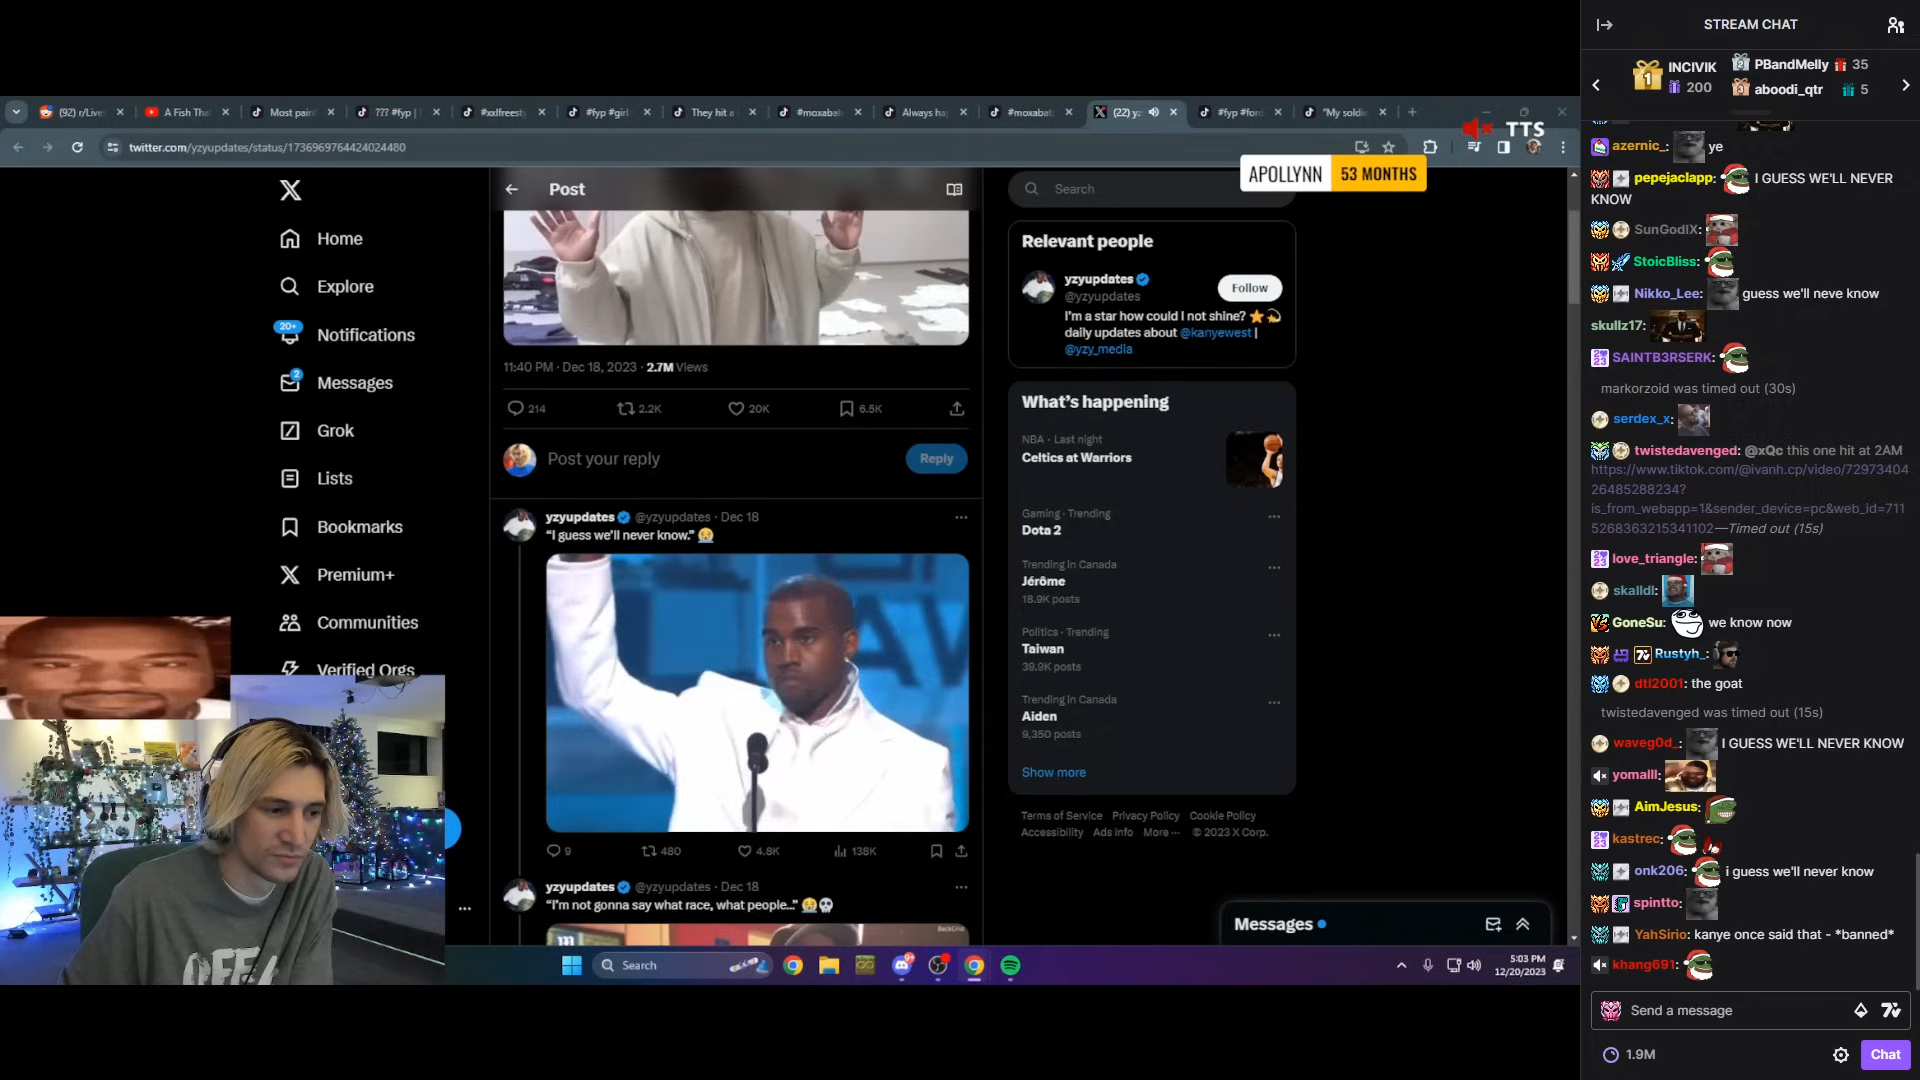 STREAM CHAT
INCIVIK
200
PBandMelly 35
aboodi_qtr 5
(92) r/Live
A Fish Tha
Most pain
??? #fyp |
#xxlfreest
#fyp #girl
They hit a
#moxabat
Always ha
#moxabat
(22) y
#fyp #for
"My soldi
TTS
twitter.com/yzyupdates/status/1736969764424024480
APOLLYNN 53 MONTHS
Home
Explore
20+
Notifications
2
Messages
Grok
Lists
Bookmarks
Premium+
Communities
Verified Orgs
Post
11:40 PM · Dec 18, 2023 · 2.7M Views
214 2.2K 20K 6.5K
Post your reply
Reply
yzyupdates @yzyupdates · Dec 18
"I guess we'll never know."
9 480 4.8K 138K
yzyupdates @yzyupdates · Dec 18
"I'm not gonna say what race, what people..."
BackGrid
Search
Relevant people
yzyupdates
@yzyupdates
Follow
I'm a star how could I not shine?
daily updates about @kanyewest |
@yzy_media
What's happening
NBA · Last night
Celtics at Warriors
Gaming · Trending
Dota 2
Trending in Canada
Jérôme
18.9K posts
Politics · Trending
Taiwan
39.9K posts
Trending in Canada
Aiden
9,350 posts
Show more
Terms of Service Privacy Policy Cookie Policy
Accessibility Ads info More ··· © 2023 X Corp.
Messages
Search
5:03 PM
12/20/2023
azernic_: ye
pepejaclapp: I GUESS WE'LL NEVER
KNOW
SunGodIX:
StoicBliss:
Nikko_Lee: guess we'll neve know
skullz17:
SAINTB3RSERK:
markorzoid was timed out (30s)
serdex_x:
twistedavenged: @xQc this one hit at 2AM
https://www.tiktok.com/@ivanh.cp/video/72973404
26485288234?
is_from_webapp=1&sender_device=pc&web_id=711
5268363215341102—Timed out (15s)
love_triangle:
skalldl:
GoneSu: we know now
Rustyh_:
dtl2001: the goat
twistedavenged was timed out (15s)
waveg0d_: I GUESS WE'LL NEVER KNOW
yomalll:
AimJesus:
kastrec:
onk206: i guess we'll never know
spintto:
YahSirio: kanye once said that - *banned*
khang691:
Send a message
1.9M
Chat